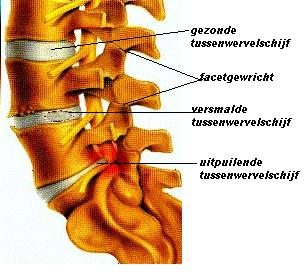 gezonde
tussenwervelschijf
facetgewricht
versmalde
tussenwervelschijf
uitpuilende
tussenwervelschijf